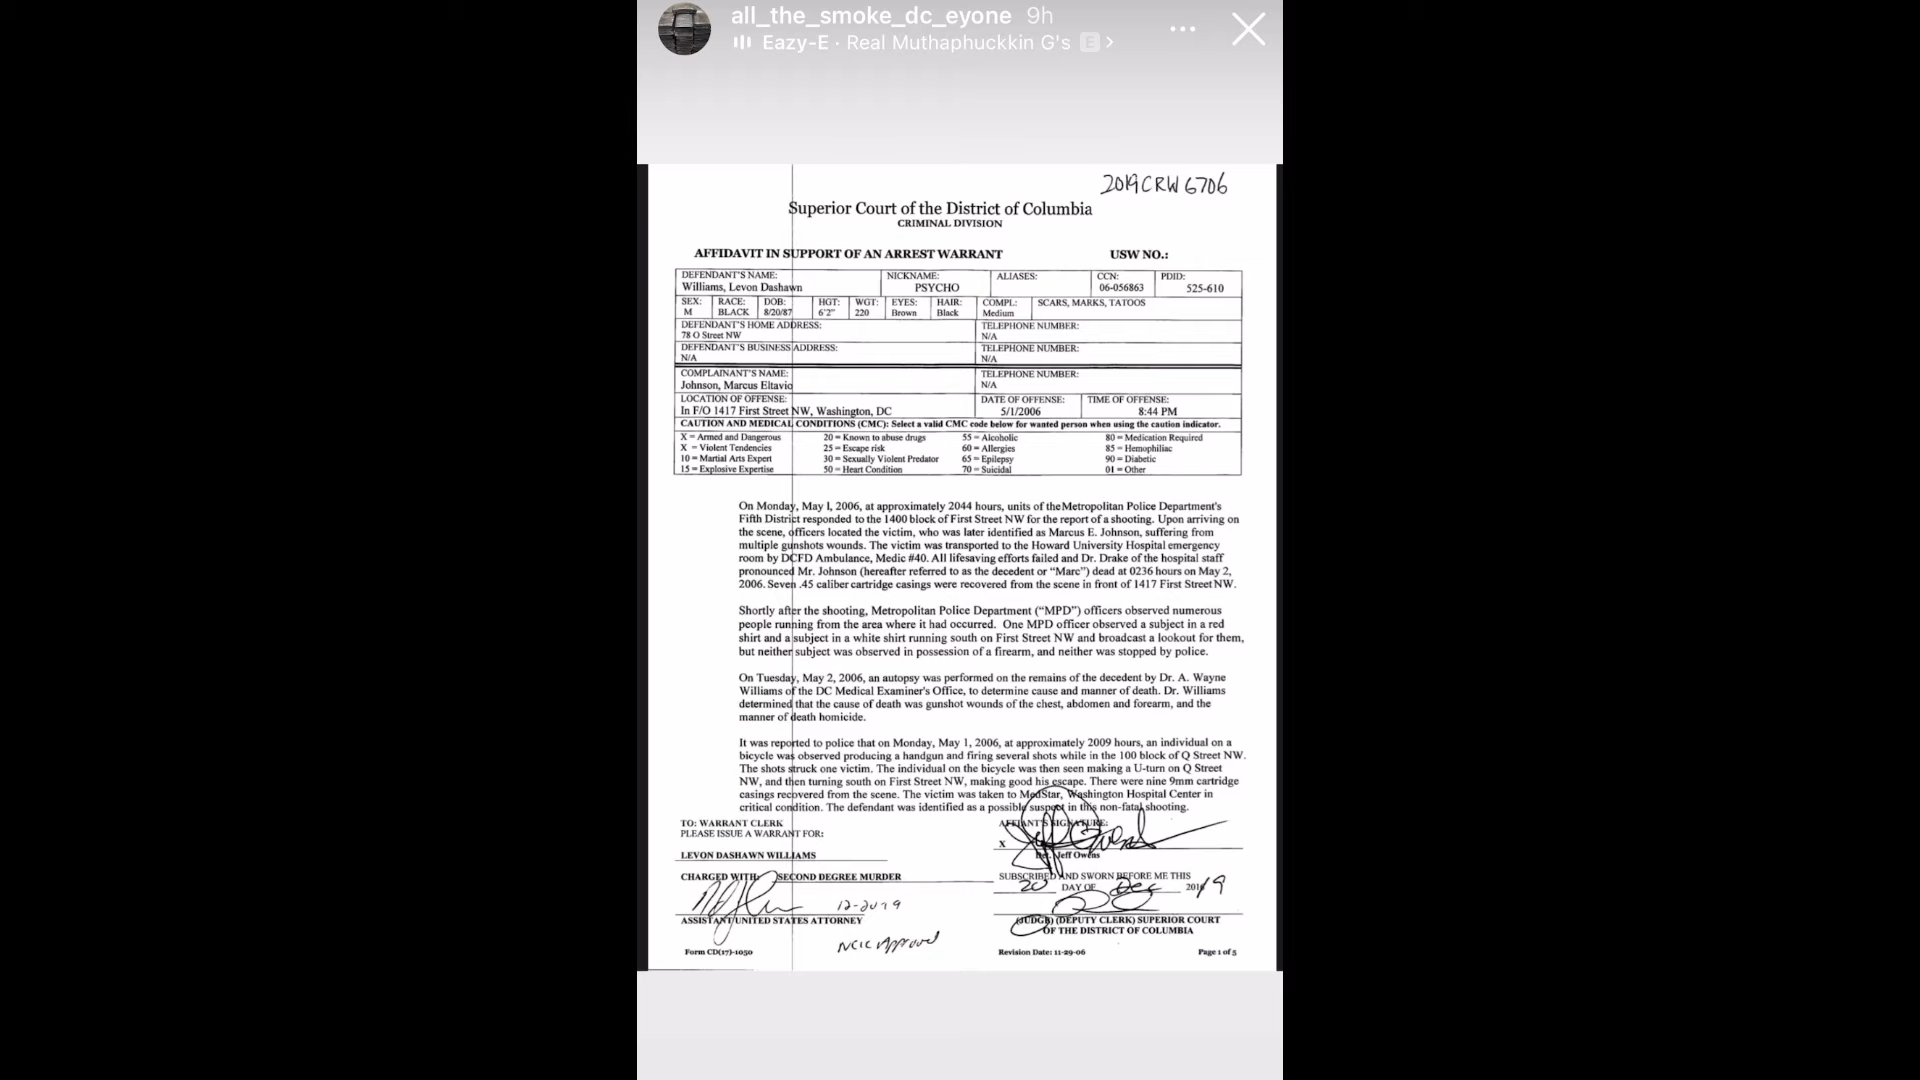 all_the_smoke_dc_eyone 9h
Eazy-E · Real Muthaphuckkin G's E >
2019CRW6706
Superior Court of the District of Columbia
CRIMINAL DIVISION
AFFIDAVIT IN SUPPORT OF AN ARREST WARRANT USW NO.:
DEFENDANT'S NAME: NICKNAME: ALIASES: CCN: PDID:
Williams, Levon Dashawn PSYCHO 06-056863 525-610
SEX: RACE: DOB: HGT: WGT: EYES: HAIR: COMPL: SCARS, MARKS, TATOOS
M BLACK 8/20/87 6'2" 220 Brown Black Medium
DEFENDANT'S HOME ADDRESS: TELEPHONE NUMBER:
78 O Street NW N/A
DEFENDANT'S BUSINESS ADDRESS: TELEPHONE NUMBER:
N/A N/A
COMPLAINANT'S NAME: TELEPHONE NUMBER:
Johnson, Marcus Eltavio N/A
LOCATION OF OFFENSE: DATE OF OFFENSE: TIME OF OFFENSE:
In F/O 1417 First Street NW, Washington, DC 5/1/2006 8:44 PM
CAUTION AND MEDICAL CONDITIONS (CMC): Select a valid CMC code below for wanted person when using the caution indicator.
X = Armed and Dangerous 20 = Known to abuse drugs 55 = Alcoholic 80 = Medication Required
X = Violent Tendencies 25 = Escape risk 60 = Allergies 85 = Hemophiliac
10 = Martial Arts Expert 30 = Sexually Violent Predator 65 = Epilepsy 90 = Diabetic
15 = Explosive Expertise 50 = Heart Condition 70 = Suicidal 01 = Other
On Monday, May 1, 2006, at approximately 2044 hours, units of the Metropolitan Police Department's
Fifth District responded to the 1400 block of First Street NW for the report of a shooting. Upon arriving on
the scene, officers located the victim, who was later identified as Marcus E. Johnson, suffering from
multiple gunshots wounds. The victim was transported to the Howard University Hospital emergency
room by DCFD Ambulance, Medic #40. All lifesaving efforts failed and Dr. Drake of the hospital staff
pronounced Mr. Johnson (hereafter referred to as the decedent or "Marc") dead at 0236 hours on May 2,
2006. Seven .45 caliber cartridge casings were recovered from the scene in front of 1417 First Street NW.
Shortly after the shooting, Metropolitan Police Department ("MPD") officers observed numerous
people running from the area where it had occurred. One MPD officer observed a subject in a red
shirt and a subject in a white shirt running south on First Street NW and broadcast a lookout for them,
but neither subject was observed in possession of a firearm, and neither was stopped by police.
On Tuesday, May 2, 2006, an autopsy was performed on the remains of the decedent by Dr. A. Wayne
Williams of the DC Medical Examiner's Office, to determine cause and manner of death. Dr. Williams
determined that the cause of death was gunshot wounds of the chest, abdomen and forearm, and the
manner of death homicide.
It was reported to police that on Monday, May 1, 2006, at approximately 2009 hours, an individual on a
bicycle was observed producing a handgun and firing several shots while in the 100 block of Q Street NW.
The shots struck one victim. The individual on the bicycle was then seen making a U-turn on Q Street
NW, and then turning south on First Street NW, making good his escape. There were nine 9mm cartridge
casings recovered from the scene. The victim was taken to MedStar, Washington Hospital Center in
critical condition. The defendant was identified as a possible suspect in this non-fatal shooting.
TO: WARRANT CLERK AFFIANT'S SIGNATURE:
PLEASE ISSUE A WARRANT FOR:
X
LEVON DASHAWN WILLIAMS Det. Jeff Owens
CHARGED WITH: SECOND DEGREE MURDER SUBSCRIBED AND SWORN BEFORE ME THIS
20 DAY OF Dec 2019
12-2019
ASSISTANT UNITED STATES ATTORNEY (JUDGE) (DEPUTY CLERK) SUPERIOR COURT
OF THE DISTRICT OF COLUMBIA
NCIC Approved
Form CD(17)-1050 Revision Date: 11-29-06 Page 1 of 5